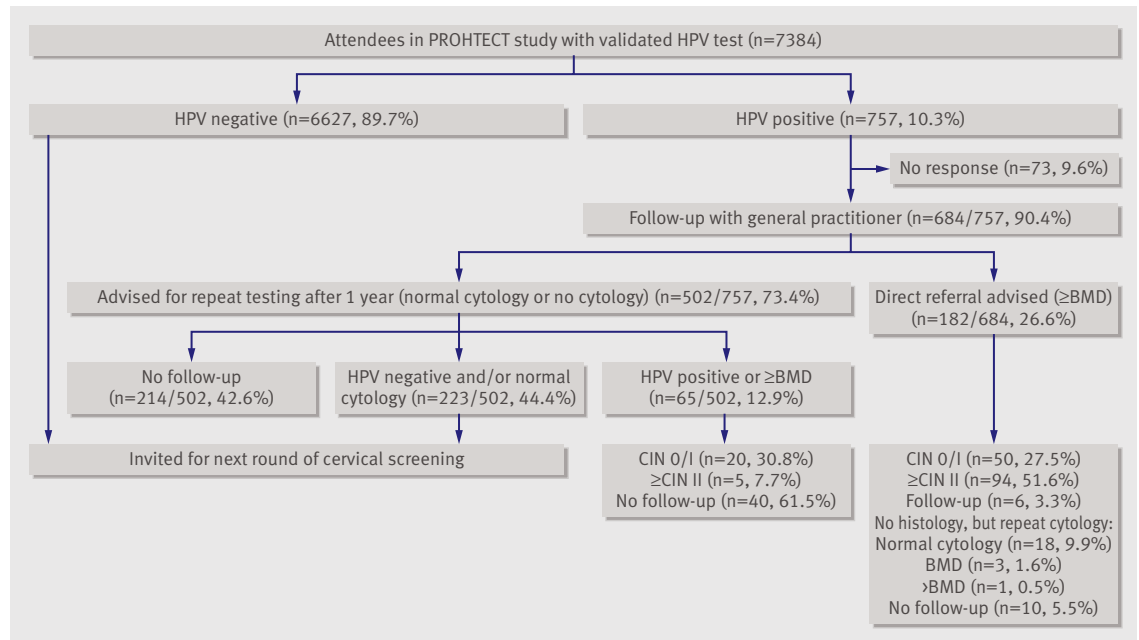 Attendees in PROHTECT study with validated HPV test (n=7384)
HPV negative (n=6627, 89.7%)
HPV positive (n=757, 10.3%)
No response (n=73, 9.6%)
Follow-up with general practitioner (n=684/757, 90.4%)
Advised for repeat testing after 1 year (normal cytology or no cytology) (n=502/757, 73.4%)
Direct referral advised (≥BMD)
(n=182/684, 26.6%)
No follow-up
(n=214/502, 42.6%)
HPV negative and/or normal
cytology (n=223/502, 44.4%)
HPV positive or ≥BMD
(n=65/502, 12.9%)
Invited for next round of cervical screening
CIN 0/I (n=20, 30.8%)
≥CIN II (n=5, 7.7%)
No follow-up (n=40, 61.5%)
CIN 0/I (n=50, 27.5%)
≥CIN II (n=94, 51.6%)
Follow-up (n=6, 3.3%)
No histology, but repeat cytology:
Normal cytology (n=18, 9.9%)
BMD (n=3, 1.6%)
>BMD (n=1, 0.5%)
No follow-up (n=10, 5.5%)